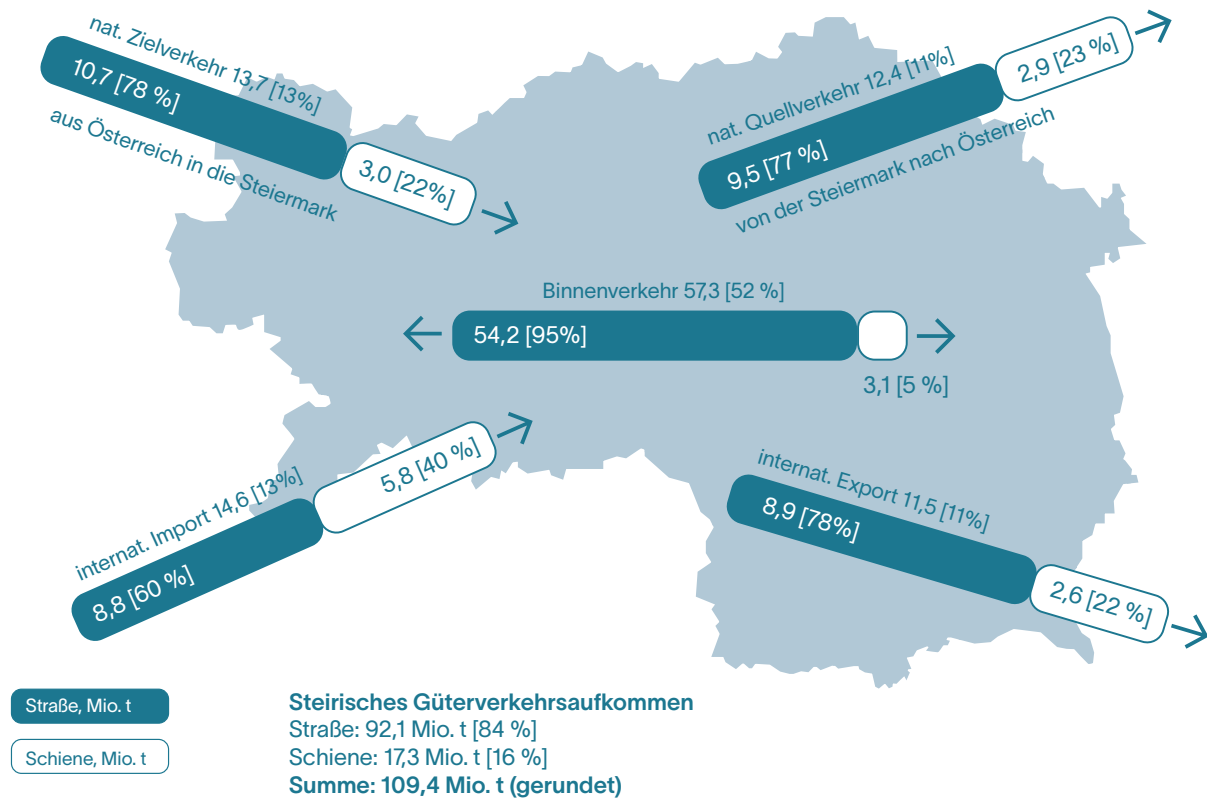 nat. Zielverkehr 13,7 [13%]
10,7 [78 %]
3,0 [22%]
aus Österreich in die Steiermark
nat. Quellverkehr 12,4 [11%]
9,5 [77 %]
2,9 [23 %]
von der Steiermark nach Österreich
Binnenverkehr 57,3 [52 %]
54,2 [95%]
3,1 [5 %]
internat. Import 14,6 [13%]
8,8 [60 %]
5,8 [40 %]
internat. Export 11,5 [11%]
8,9 [78%]
2,6 [22 %]
Straße, Mio. t
Schiene, Mio. t
Steirisches Güterverkehrsaufkommen
Straße: 92,1 Mio. t [84 %]
Schiene: 17,3 Mio. t [16 %]
Summe: 109,4 Mio. t (gerundet)